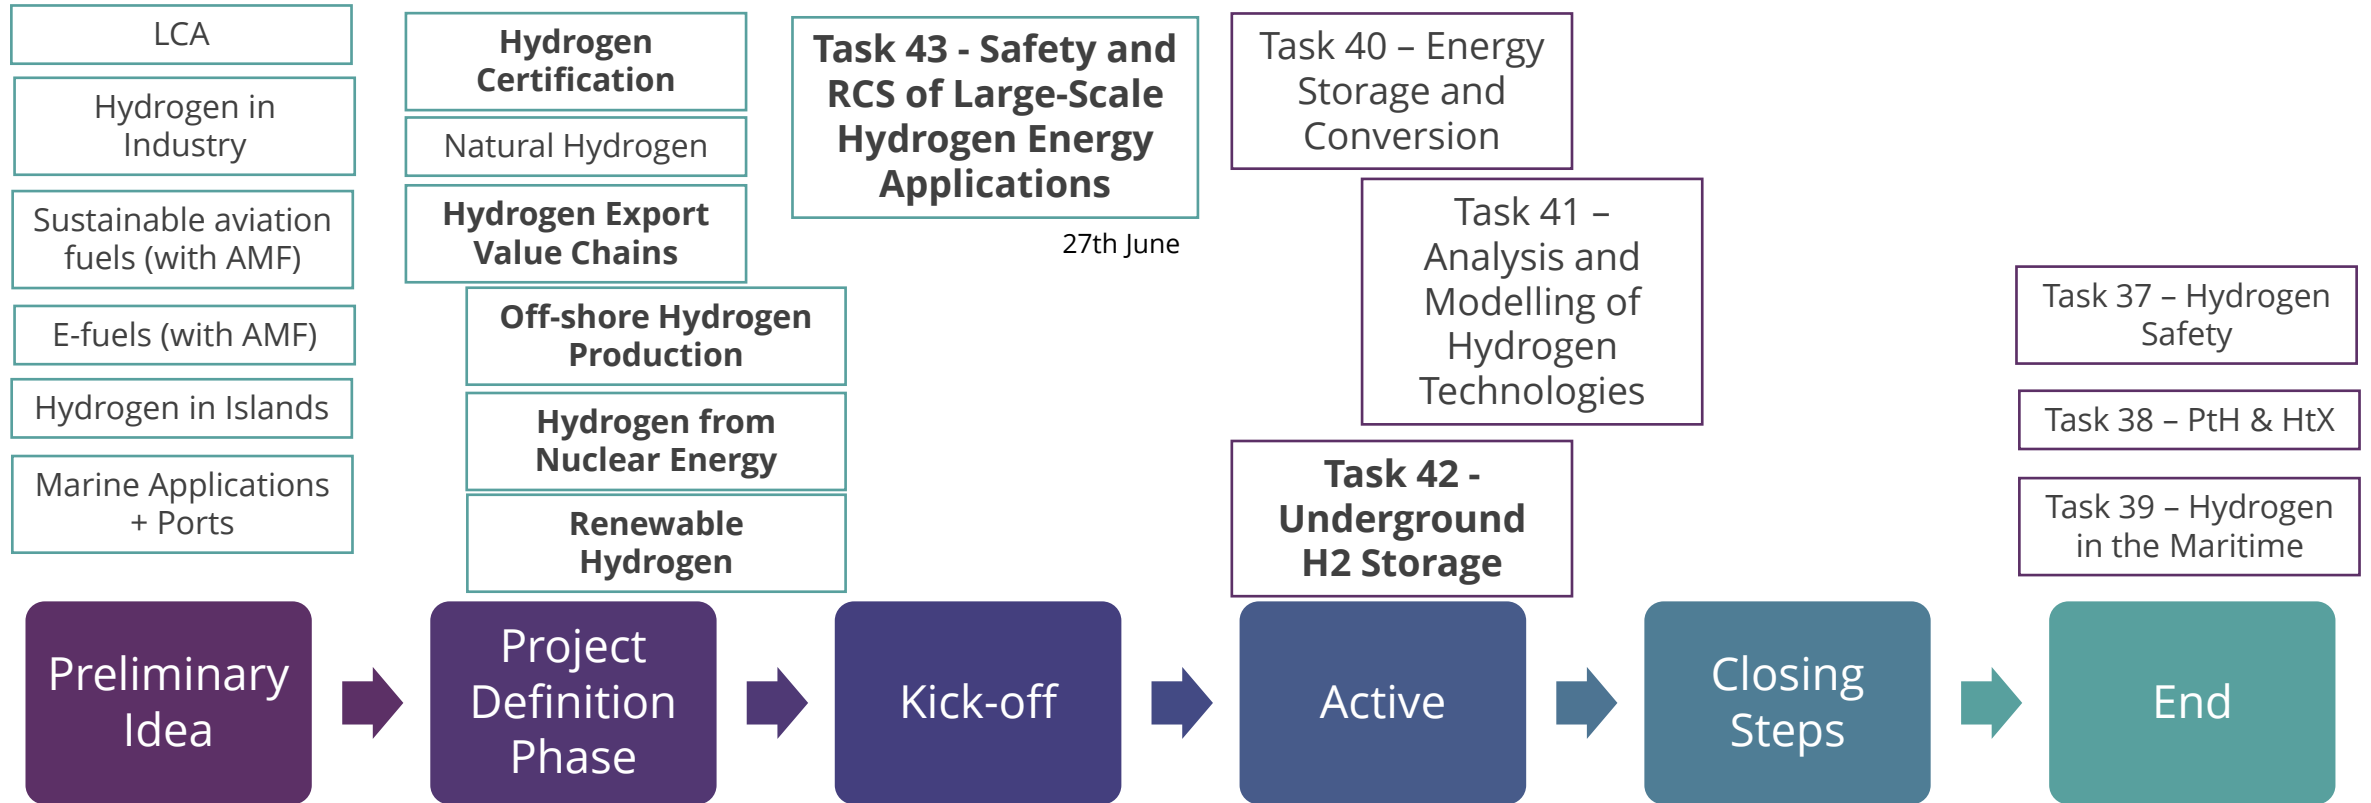 LCA
Hydrogen in
Industry
Sustainable aviation
fuels (with AMF)
E-fuels (with AMF)
Hydrogen in Islands
Marine Applications
+ Ports
Hydrogen
Certification
Natural Hydrogen
Hydrogen Export
Value Chains
Off-shore Hydrogen
Production
Hydrogen from
Nuclear Energy
Renewable
Hydrogen
Task 43 - Safety and
RCS of Large-Scale
Hydrogen Energy
Applications
27th June
Task 40 – Energy
Storage and
Conversion
Task 41 –
Analysis and
Modelling of
Hydrogen
Technologies
Task 42 -
Underground
H2 Storage
Task 37 – Hydrogen
Safety
Task 38 – PtH & HtX
Task 39 – Hydrogen
in the Maritime
Preliminary
Idea
Project
Definition
Phase
Kick-off
Active
Closing
Steps
End